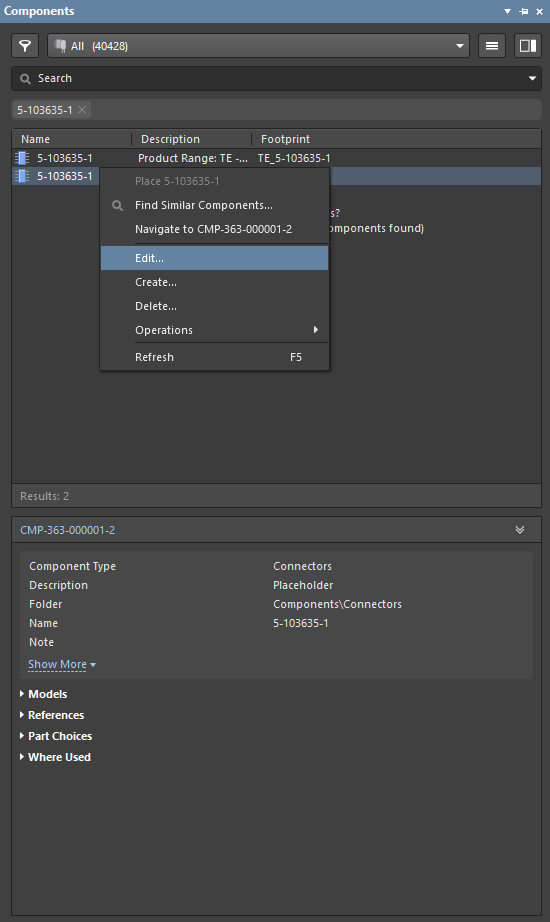 Components
All (40428)
Search
5-103635-1
Name Description Footprint
5-103635-1 Product Range: TE -... TE_5-103635-1
5-103635-1
Place 5-103635-1
Find Similar Components...
s?
Navigate to CMP-363-000001-2
omponents found)
Edit...
Create...
Delete...
Operations
Refresh F5
Results: 2
CMP-363-000001-2
Component Type Connectors
Description Placeholder
Folder Components\Connectors
Name 5-103635-1
Note
Show More
Models
References
Part Choices
Where Used